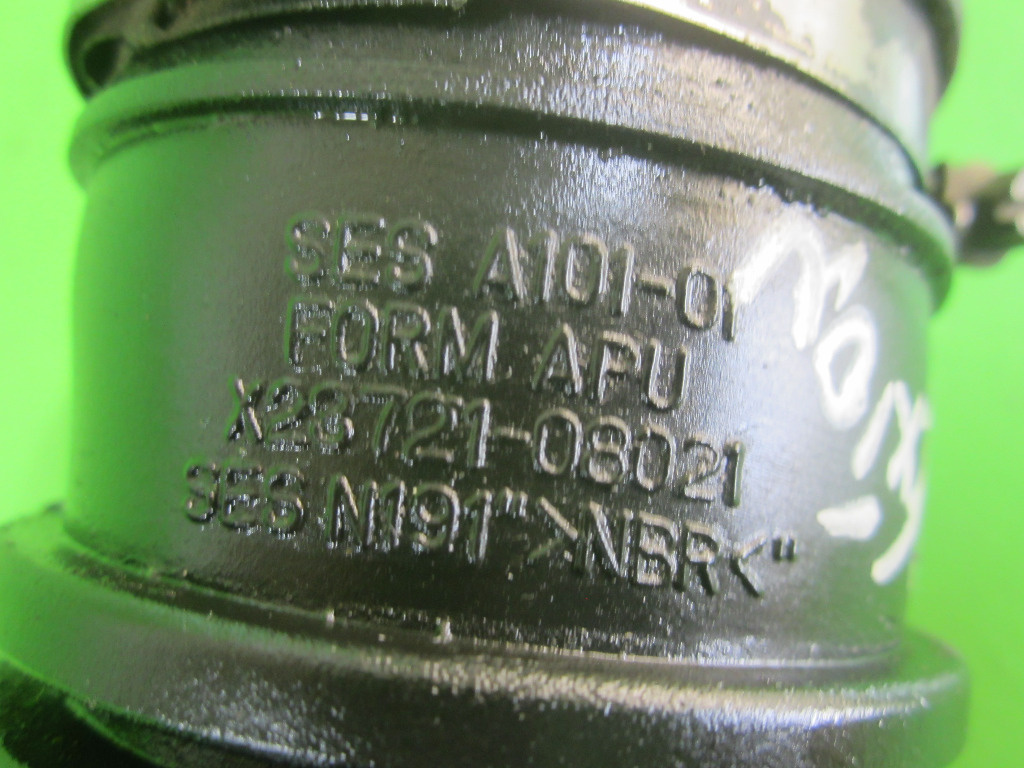 SES A101-01
FORM APU
X23721-08021
SES N191">NBR<"